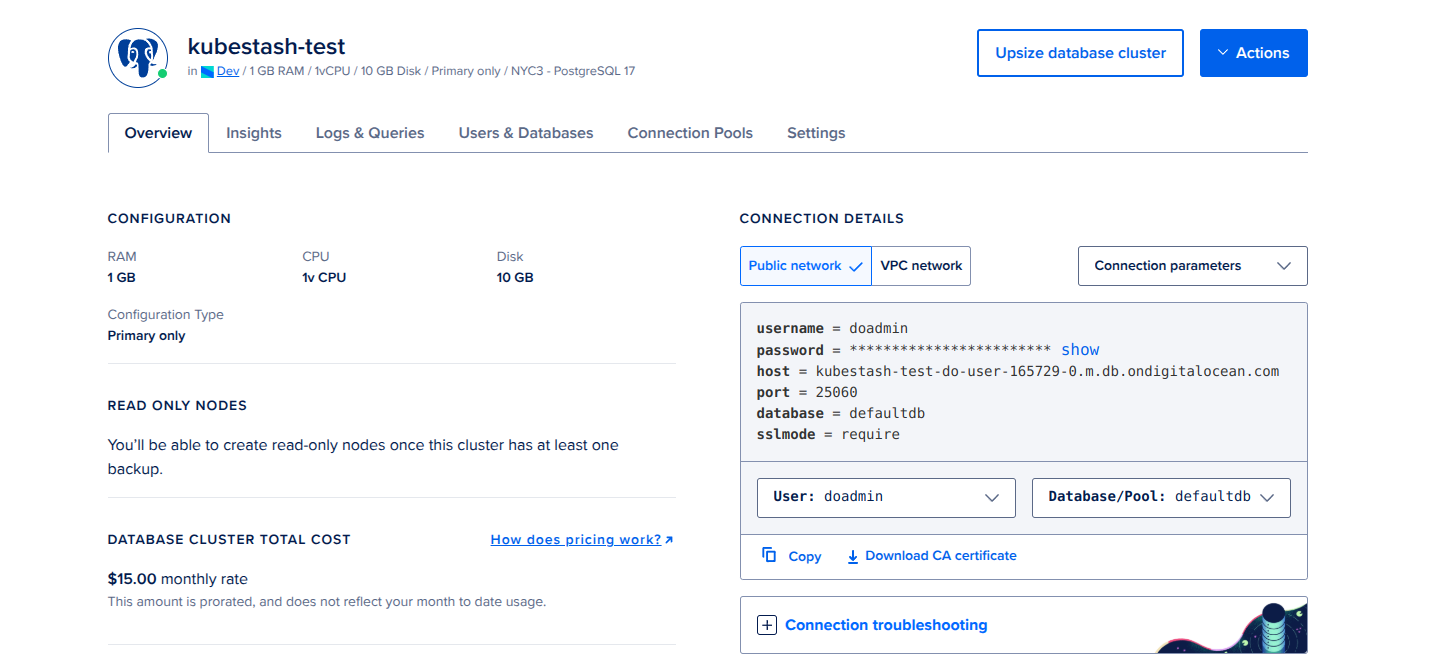 kubestash-test
in Dev / 1 GB RAM / 1vCPU / 10 GB Disk / Primary only / NYC3 - PostgreSQL 17
Upsize database cluster
Actions
Overview
Insights
Logs & Queries
Users & Databases
Connection Pools
Settings
CONFIGURATION
RAM
CPU
Disk
1 GB
1v CPU
10 GB
Configuration Type
Primary only
READ ONLY NODES
You’ll be able to create read-only nodes once this cluster has at least one
backup.
DATABASE CLUSTER TOTAL COST
How does pricing work?
$15.00 monthly rate
This amount is prorated, and does not reflect your month to date usage.
CONNECTION DETAILS
Public network
VPC network
Connection parameters
username = doadmin
password = ************************ show
host = kubestash-test-do-user-165729-0.m.db.ondigitalocean.com
port = 25060
database = defaultdb
sslmode = require
User: doadmin
Database/Pool: defaultdb
Copy
Download CA certificate
Connection troubleshooting